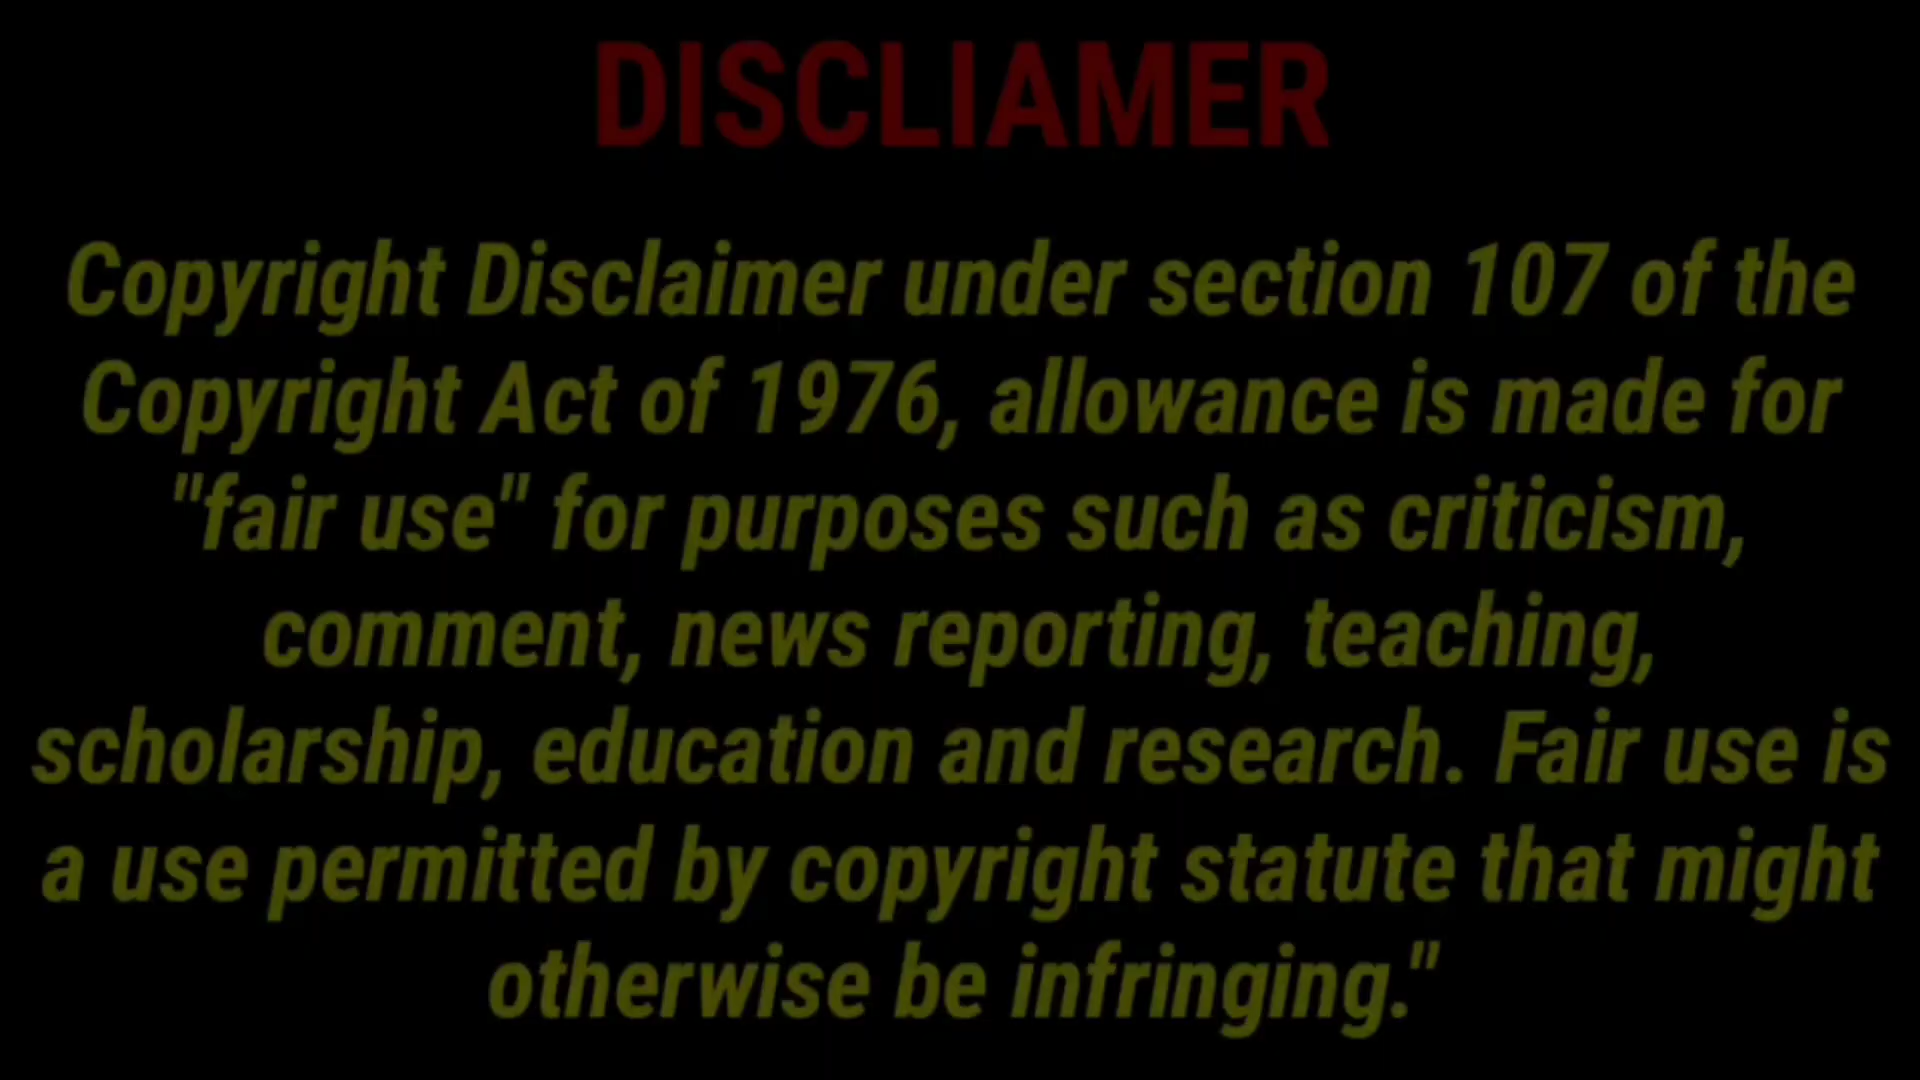 DISCLIAMER
Copyright Disclaimer under section 107 of the
Copyright Act of 1976, allowance is made for
"fair use" for purposes such as criticism,
comment, news reporting, teaching,
scholarship, education and research. Fair use is
a use permitted by copyright statute that might
otherwise be infringing."